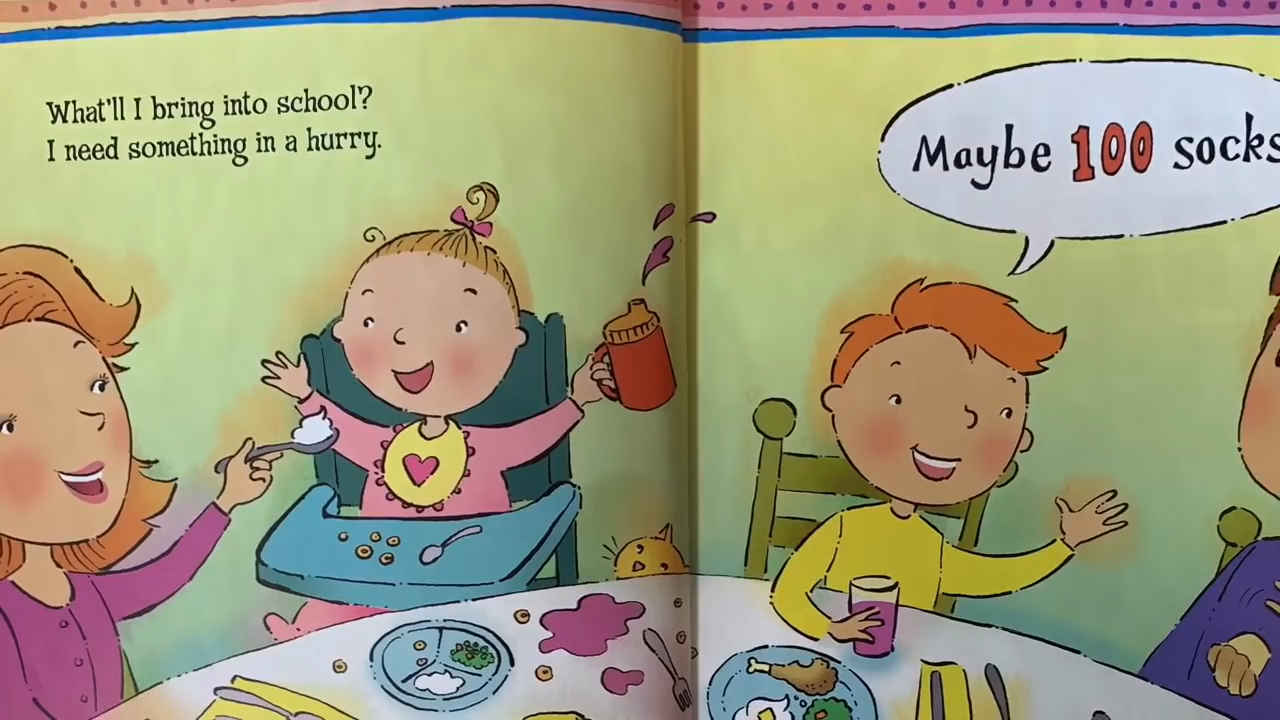 What'll I bring into school?
I need something in a hurry.
Maybe 100 socks